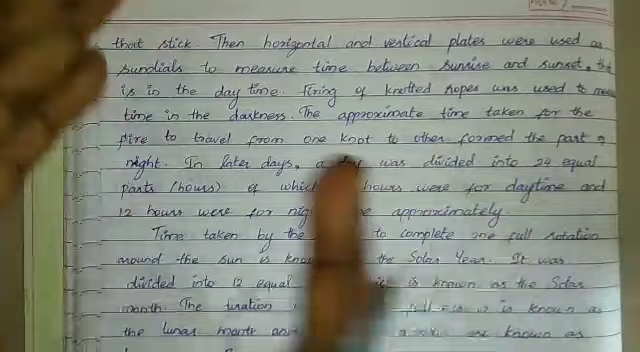 that stick. Then horizontal and vertical plates were used as
sundials to measure time between sunrise and sunset, the
is in the day time. Firing of knotted ropes was used to
time in the darkness. The approximate time taken for the
fire to travel from one knot to other formed the part of
night. In later days, a day was divided into 24 equal
parts (hours) of which hours were for daytime and
12 hours were for approximately.
Time taken by the to complete one full rotation
around the sun is the Solar Year. It was
divided into 12 equal is known as the Solar
month. The duration is known as
the lunar month are known as